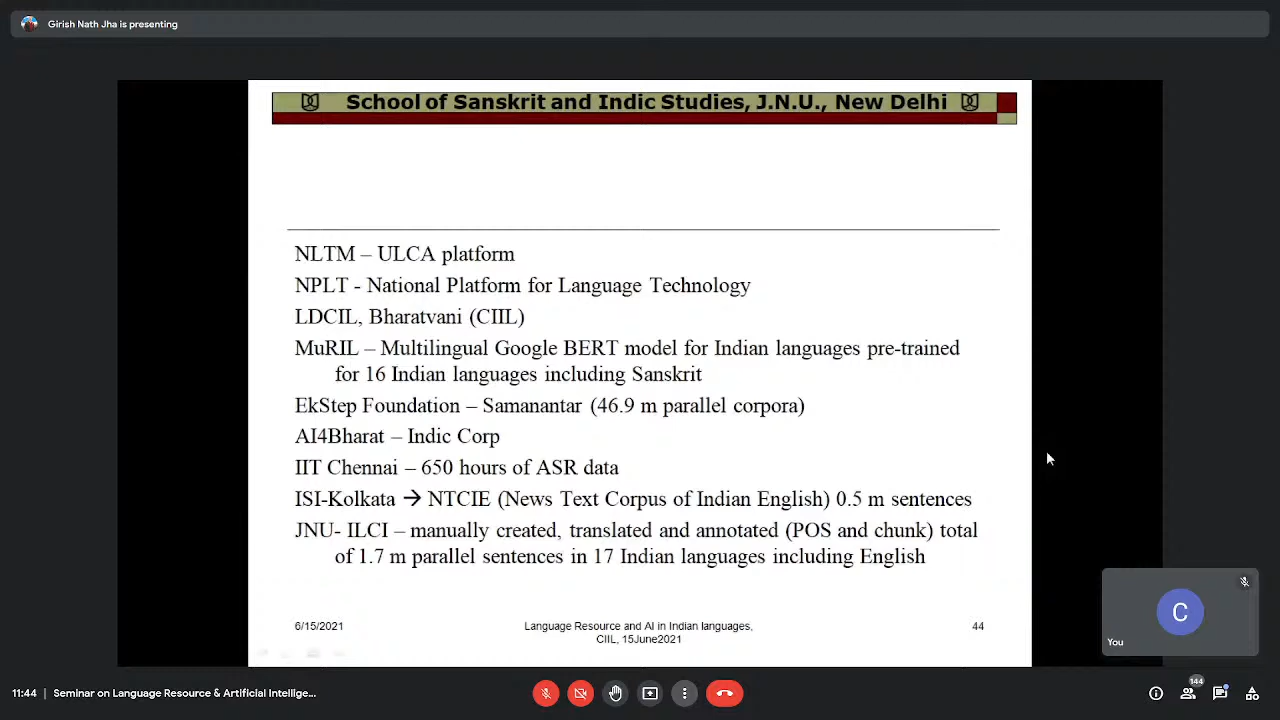 Girish Nath Jha is presenting
School of Sanskrit and Indic Studies, J.N.U., New Delhi
NLTM – ULCA platform
NPLT - National Platform for Language Technology
LDCIL, Bharatvani (CIIL)
MuRIL – Multilingual Google BERT model for Indian languages pre-trained
for 16 Indian languages including Sanskrit
EkStep Foundation – Samanantar (46.9 m parallel corpora)
AI4Bharat – Indic Corp
IIT Chennai – 650 hours of ASR data
ISI-Kolkata → NTCIE (News Text Corpus of Indian English) 0.5 m sentences
JNU- ILCI – manually created, translated and annotated (POS and chunk) total
of 1.7 m parallel sentences in 17 Indian languages including English
6/15/2021
Language Resource and AI in Indian languages,
CIIL, 15June2021
44
C
You
11:44 | Seminar on Language Resource & Artificial Intellige...
144